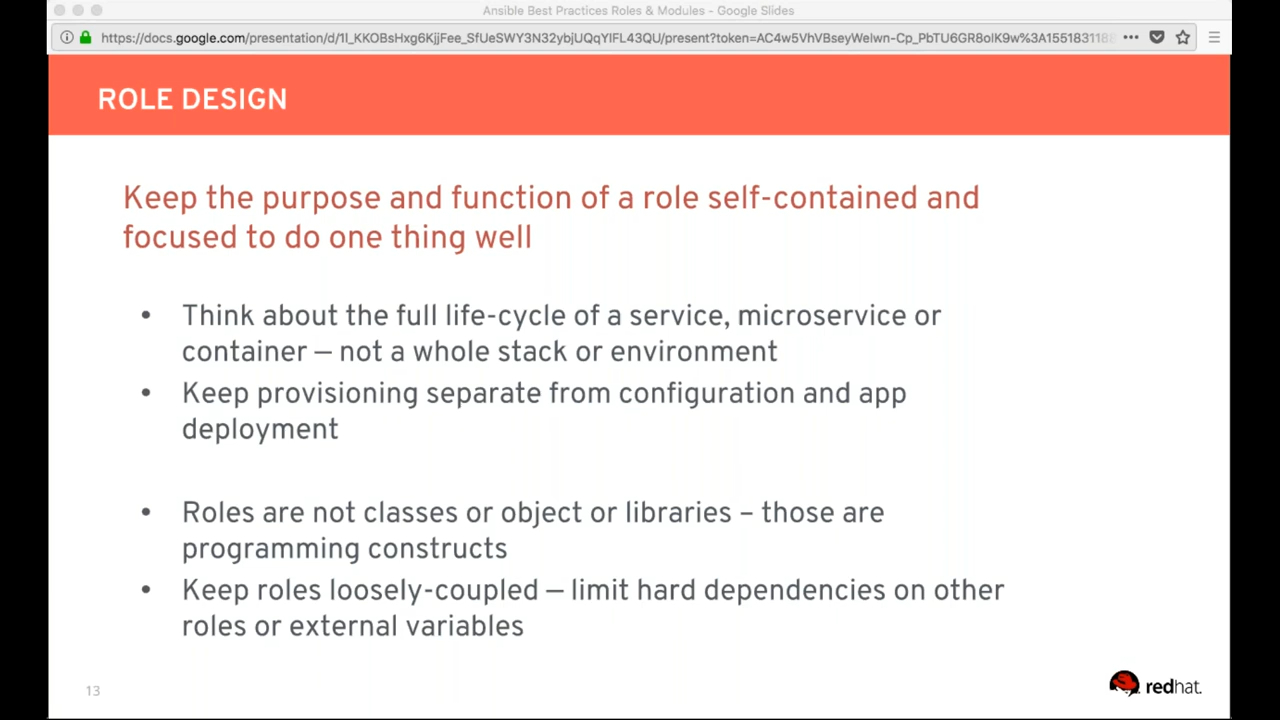 Ansible Best Practices Roles & Modules - Google Slides
https://docs.google.com/presentation/d/1l_KKOBsHxg6KjjFee_SfUeSWY3N32ybjUQqYlFL43QU/present?token=AC4w5VhVBseyWelwn-Cp_PbTU6GR8olK9w%3A155183118
ROLE DESIGN
Keep the purpose and function of a role self-contained and
focused to do one thing well
• Think about the full life-cycle of a service, microservice or
container — not a whole stack or environment
• Keep provisioning separate from configuration and app
deployment
• Roles are not classes or object or libraries – those are
programming constructs
• Keep roles loosely-coupled — limit hard dependencies on other
roles or external variables
13
redhat.